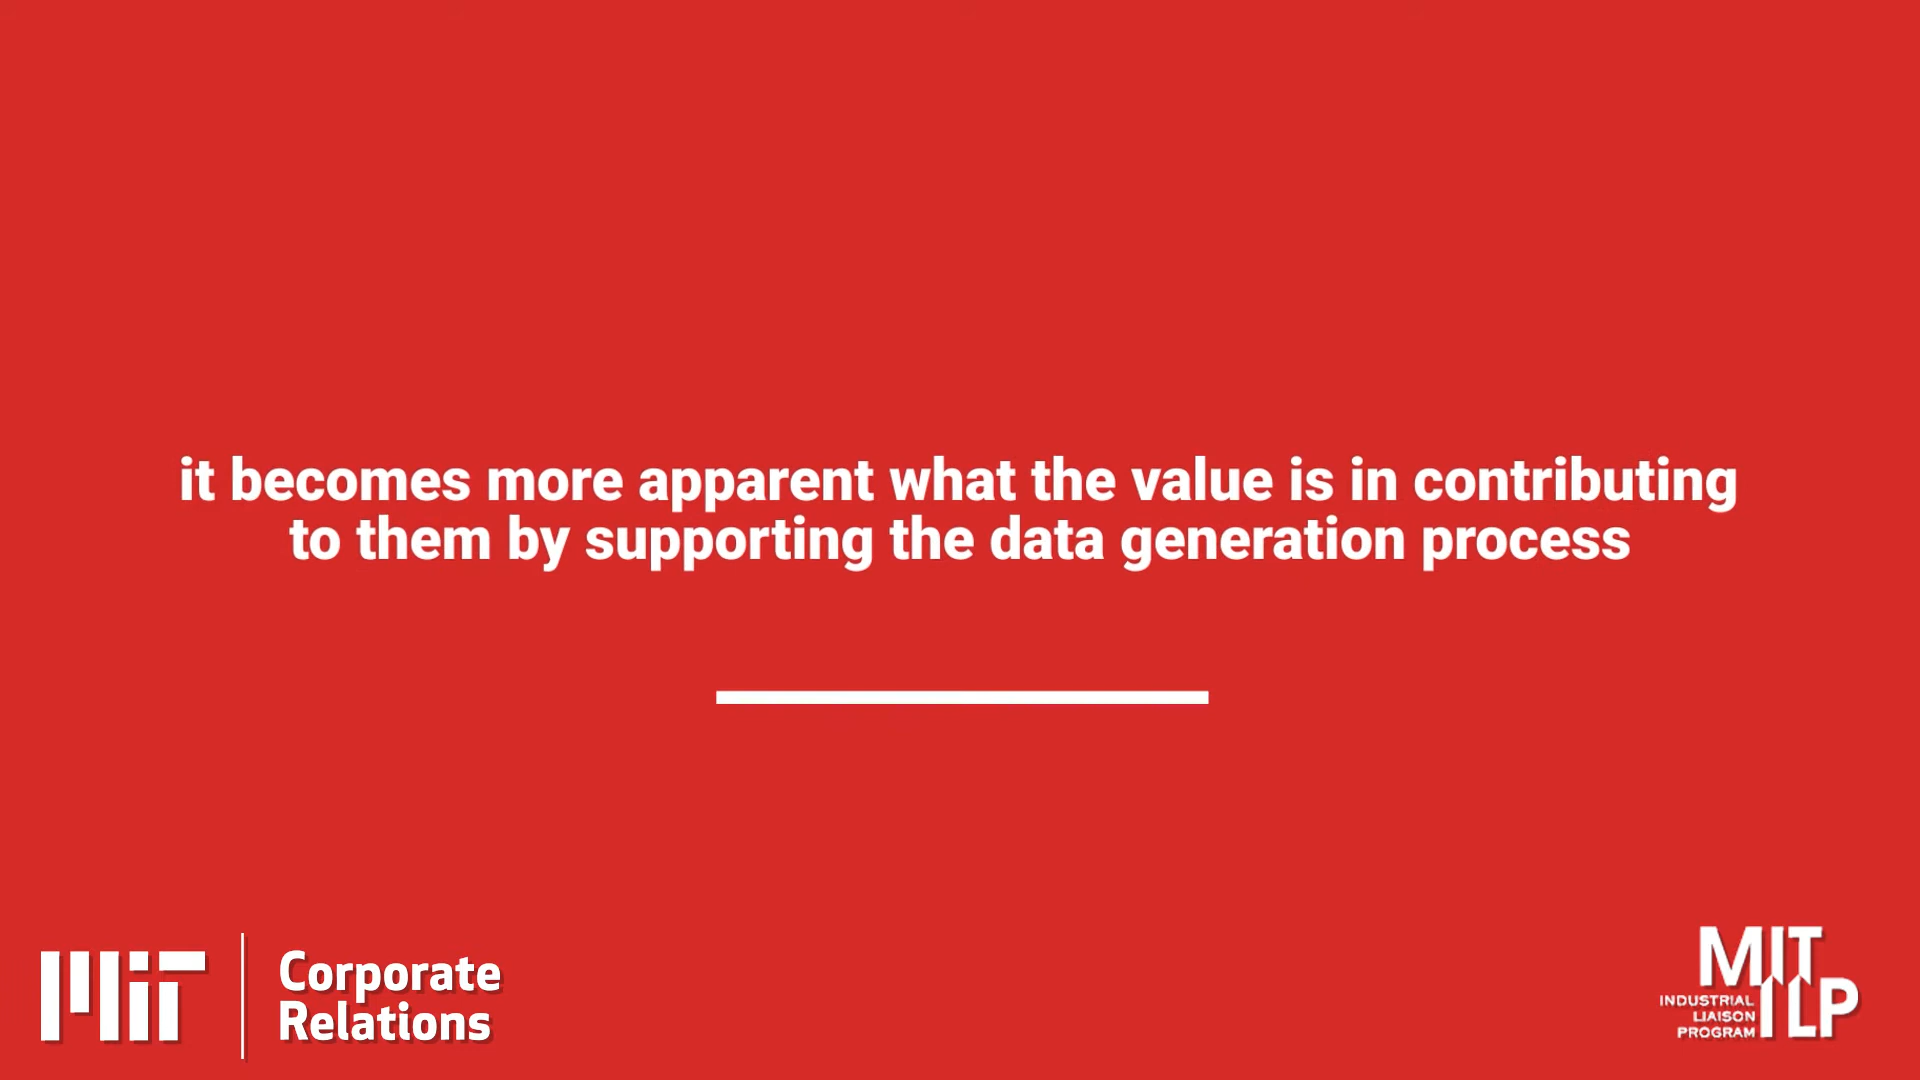 it becomes more apparent what the value is in contributing
to them by supporting the data generation process
MIT
Corporate
Relations
MIT
ILP
INDUSTRIAL
LIAISON
PROGRAM